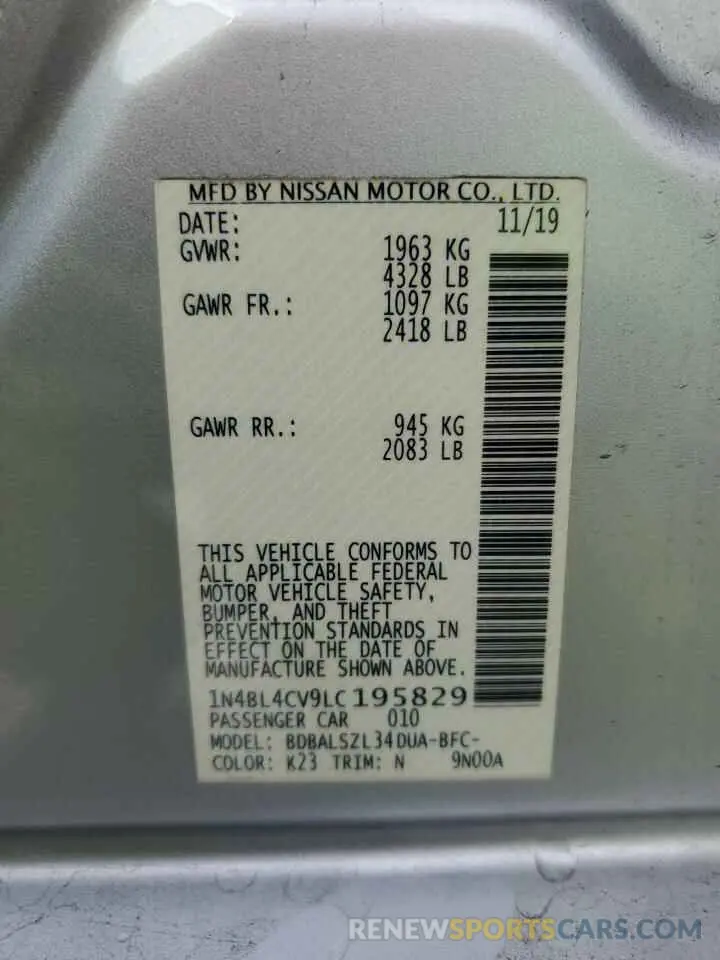 MFD BY NISSAN MOTOR CO., LTD.
DATE: 11/19
GVWR: 1963 KG
4328 LB
GAWR FR.: 1097 KG
2418 LB
GAWR RR.: 945 KG
2083 LB
THIS VEHICLE CONFORMS TO
ALL APPLICABLE FEDERAL
MOTOR VEHICLE SAFETY,
BUMPER, AND THEFT
PREVENTION STANDARDS IN
EFFECT ON THE DATE OF
MANUFACTURE SHOWN ABOVE.
1N4BL4CV9LC195829
PASSENGER CAR 010
MODEL: BDBALSZL34DUA-BFC-
COLOR: K23 TRIM: N 9N00A
RENEWSPORTSCARS.COM